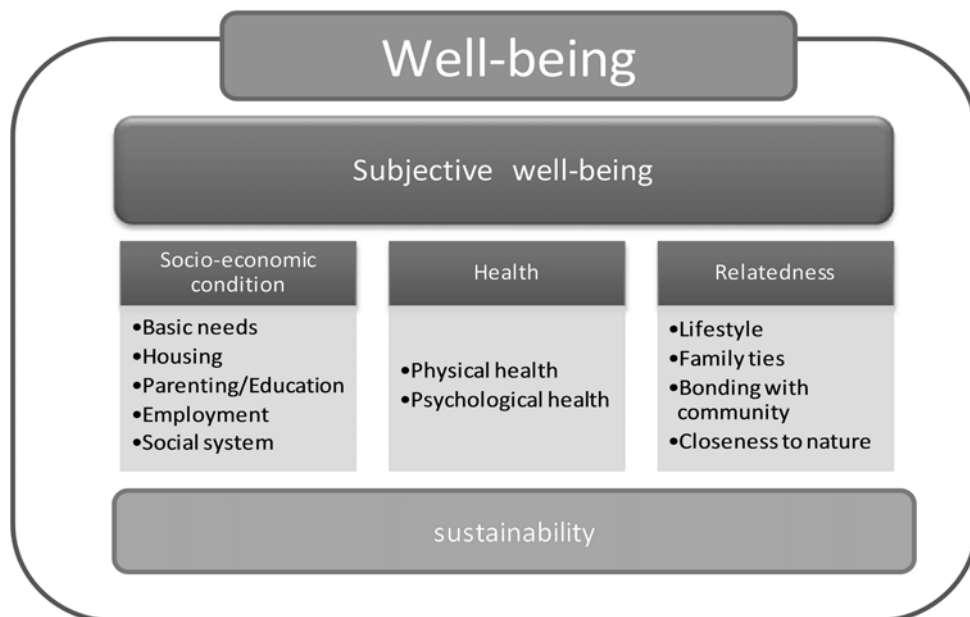 Well-being
Subjective well-being
Socio-economic
condition
•Basic needs
•Housing
•Parenting/Education
•Employment
•Social system
Health
•Physical health
•Psychological health
Relatedness
•Lifestyle
•Family ties
•Bonding with
community
•Closeness to nature
sustainability